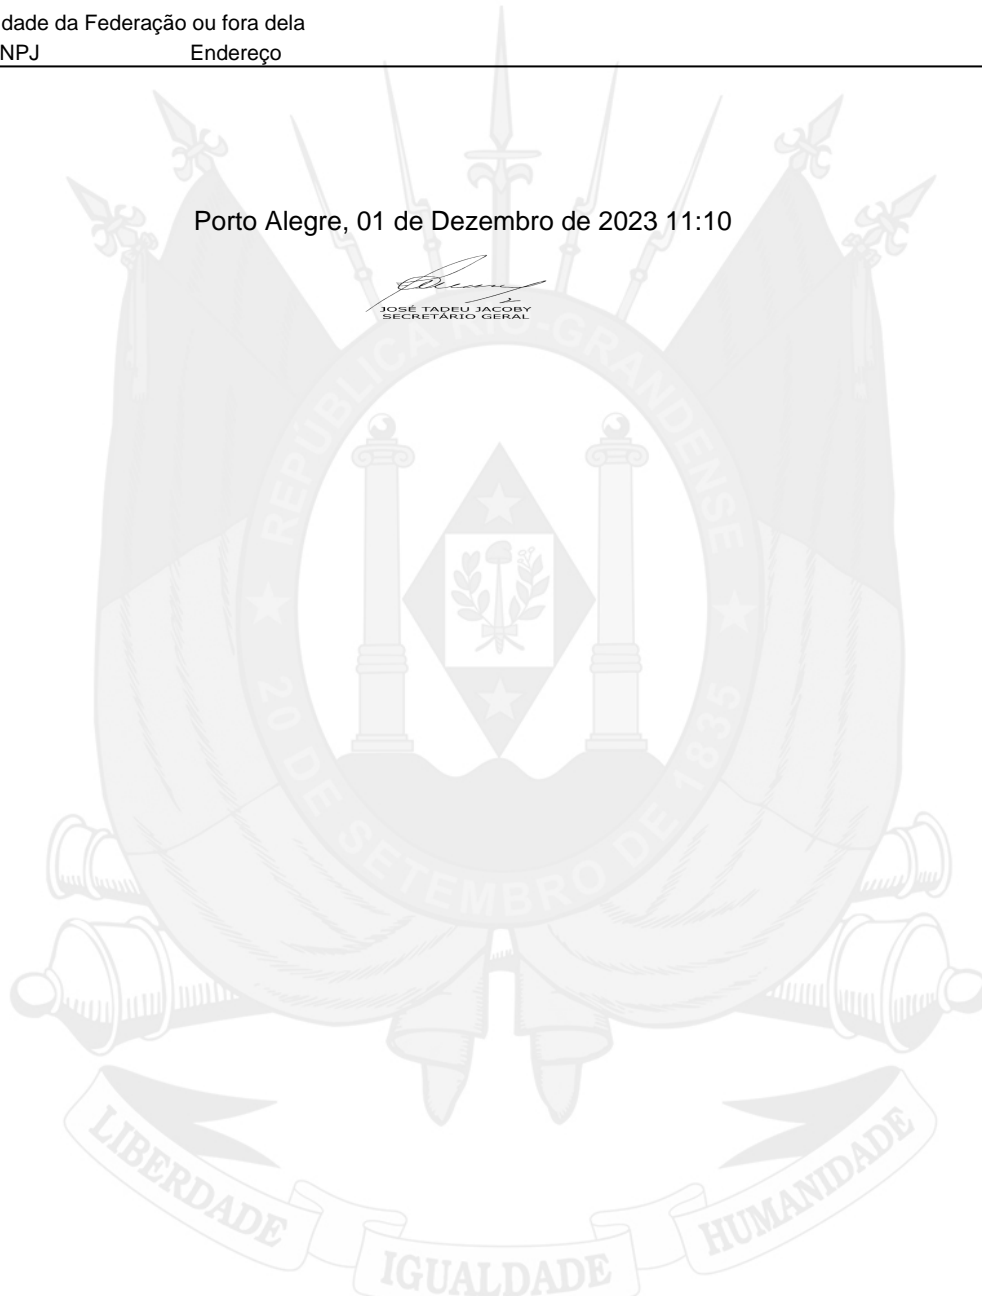 dade da Federação ou fora dela
NPJ Endereço
Porto Alegre, 01 de Dezembro de 2023 11:10
JOSÉ TADEU JACOBY
SECRETÁRIO GERAL
REPÚBLICA RIO-GRANDENSE
20 DE SETEMBRO DE 1835
LIBERDADE
IGUALDADE
HUMANIDADE